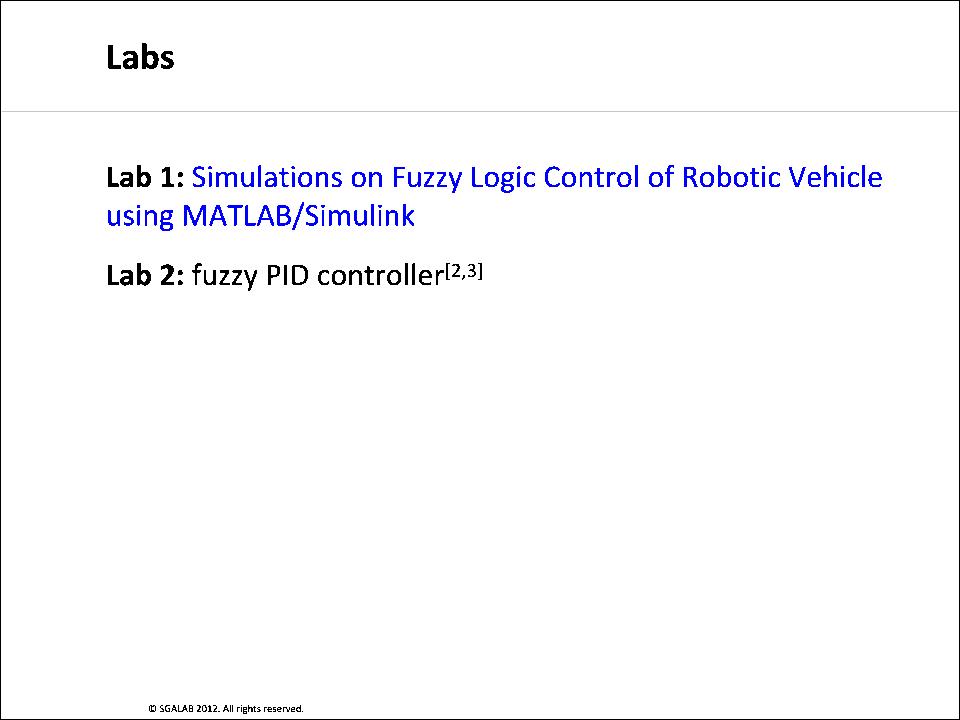 Labs
Lab 1: Simulations on Fuzzy Logic Control of Robotic Vehicle
using MATLAB/Simulink
Lab 2: fuzzy PID controller[2,3]
© SGALAB 2012. All rights reserved.